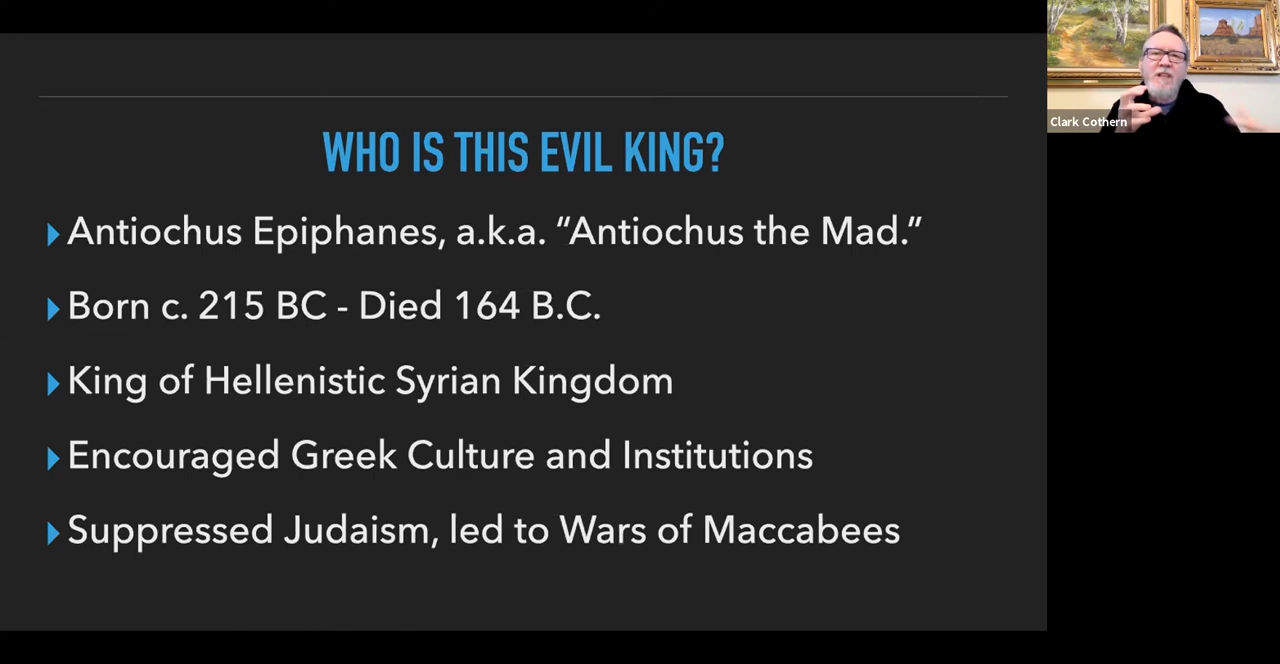 WHO IS THIS EVIL KING?
Antiochus Epiphanes, a.k.a. “Antiochus the Mad.”
Born c. 215 BC - Died 164 B.C.
King of Hellenistic Syrian Kingdom
Encouraged Greek Culture and Institutions
Suppressed Judaism, led to Wars of Maccabees
Clark Cothern